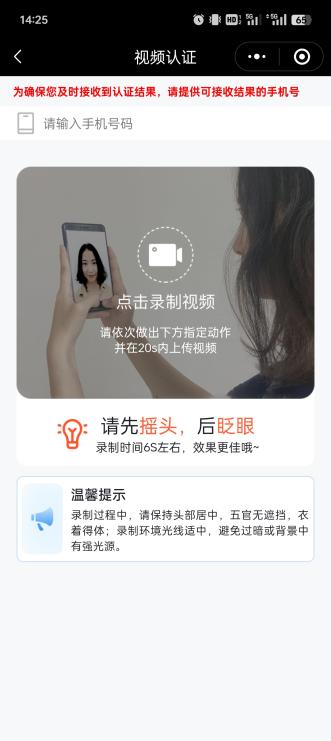 14:25
HD
5G
5G
65
视频认证
为确保您及时接收到认证结果，请提供可接收结果的手机号
请输入手机号码
点击录制视频
请依次做出下方指定动作
并在20s内上传视频
请先摇头，后眨眼
录制时间6S左右，效果更佳哦~
温馨提示
录制过程中，请保持头部居中，五官无遮挡，衣
着得体；录制环境光线适中，避免过暗或背景中
有强光源。